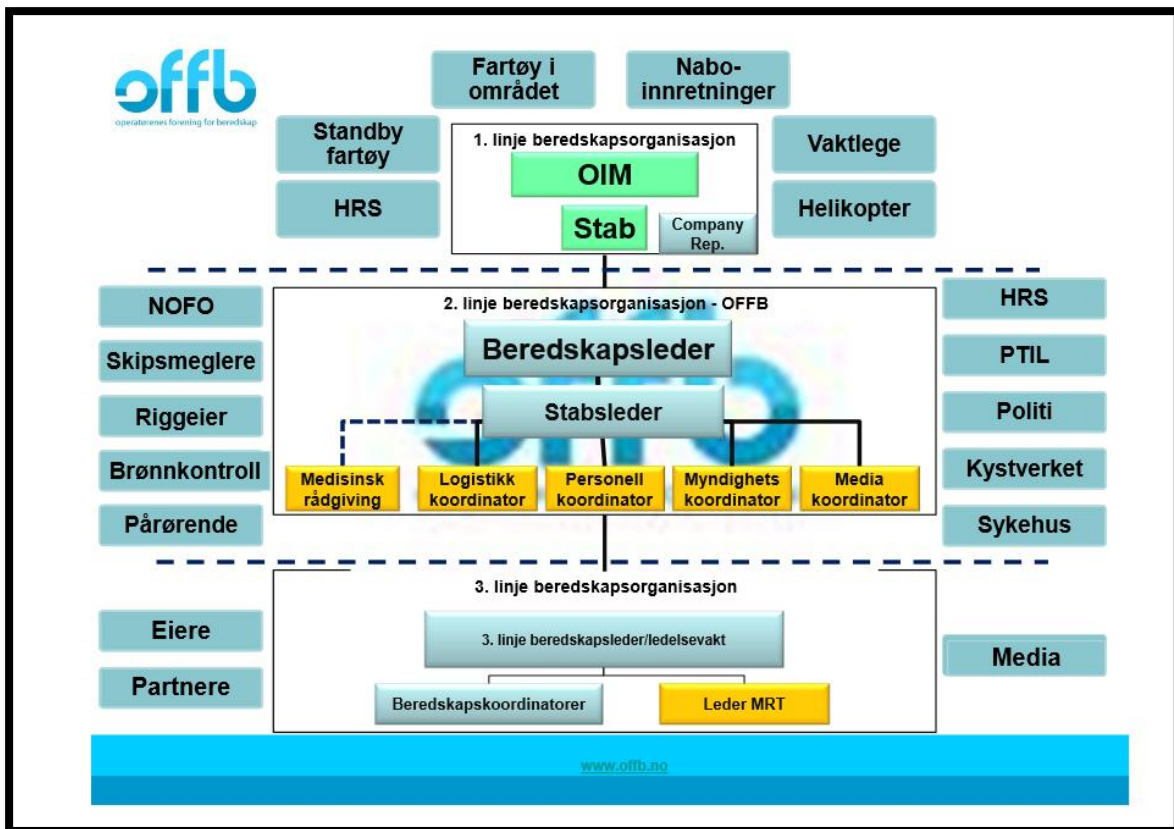 offb
operatørenes forening for beredskap
Fartøy i
området
Nabo-
innretninger
Standby
fartøy
HRS
1. linje beredskapsorganisasjon
OIM
Stab
Company
Rep.
Vaktlege
Helikopter
NOFO
Skipsmeglere
Riggeier
Brønnkontroll
Pårørende
2. linje beredskapsorganisasjon - OFFB
Beredskapsleder
Stabsleder
Medisinsk
rådgiving
Logistikk
koordinator
Personell
koordinator
Myndighets
koordinator
Media
koordinator
HRS
PTIL
Politi
Kystverket
Sykehus
Eiere
Partnere
3. linje beredskapsorganisasjon
3. linje beredskapsleder/ledelsevakt
Beredskapskoordinatorer
Leder MRT
Media
www.offb.no